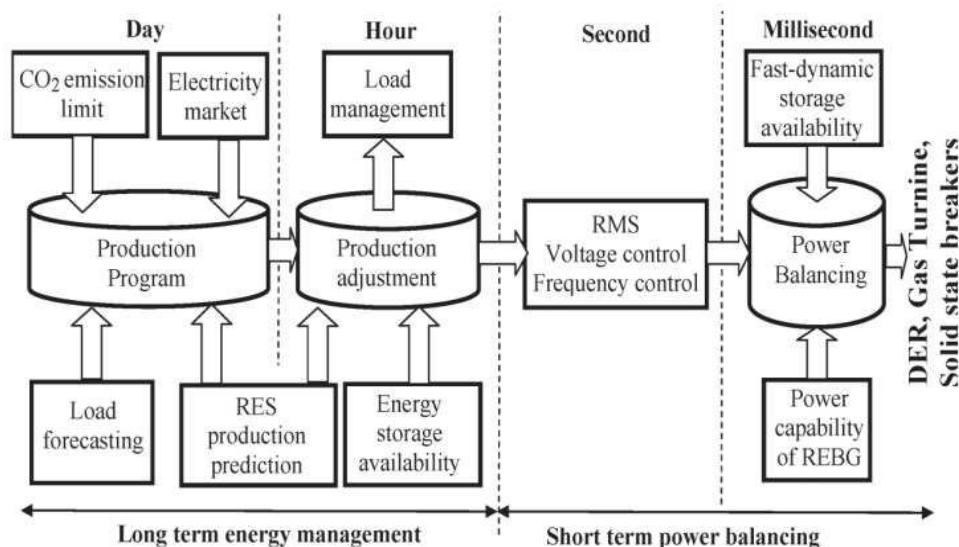 Day
Hour
Second
Millisecond
CO2 emission
limit
Electricity
market
Load
management
Fast-dynamic
storage
availability
Production
Program
Production
adjustment
RMS
Voltage control
Frequency control
Power
Balancing
DER, Gas Turnine,
Solid state breakers
Load
forecasting
RES
production
prediction
Energy
storage
availability
Power
capability
of REBG
Long term energy management
Short term power balancing